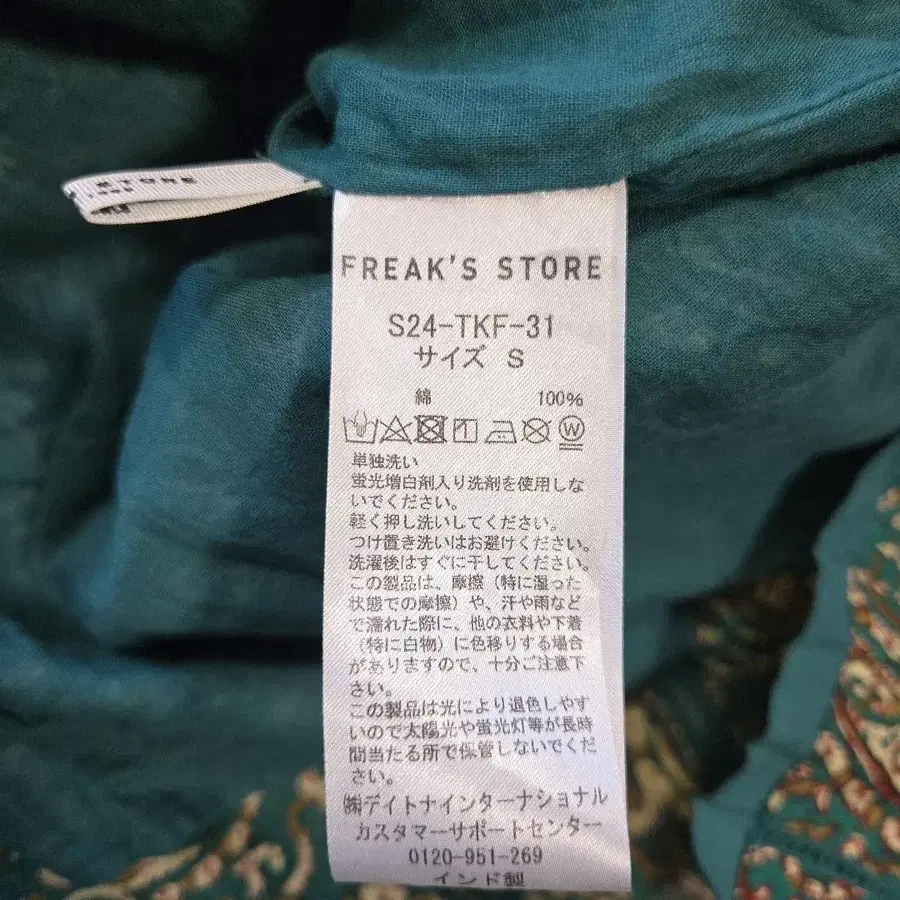 FREAK'S STORE
S24-TKF-31
サイズ S
綿 100%
W
単独洗い
蛍光増白剤入り洗剤を使用しな
いでください。
軽く押し洗いしてください。
つけ置き洗いはお避けください。
洗濯後はすぐに干してください。
この製品は、摩擦（特に湿った
状態での摩擦）や、汗や雨など
で濡れた際に、他の衣料や下着
（特に白物）に色移りする場合
がありますので、十分ご注意下
さい。
この製品は光により退色しやす
いので太陽光や蛍光灯等が長時
間当たる所で保管しないでくだ
さい。
㈱デイトナインターナショナル
カスタマーサポートセンター
0120-951-269
インド製